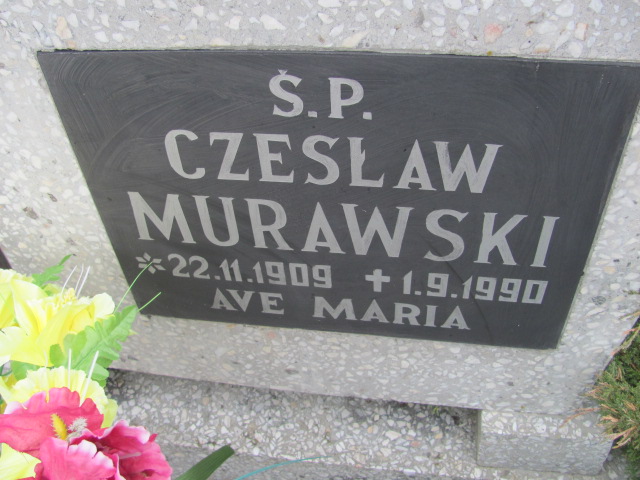 Ś.P.
CZESŁAW
MURAWSKI
* 22.11.1909 ✝ 1.9.1990
AVE MARIA